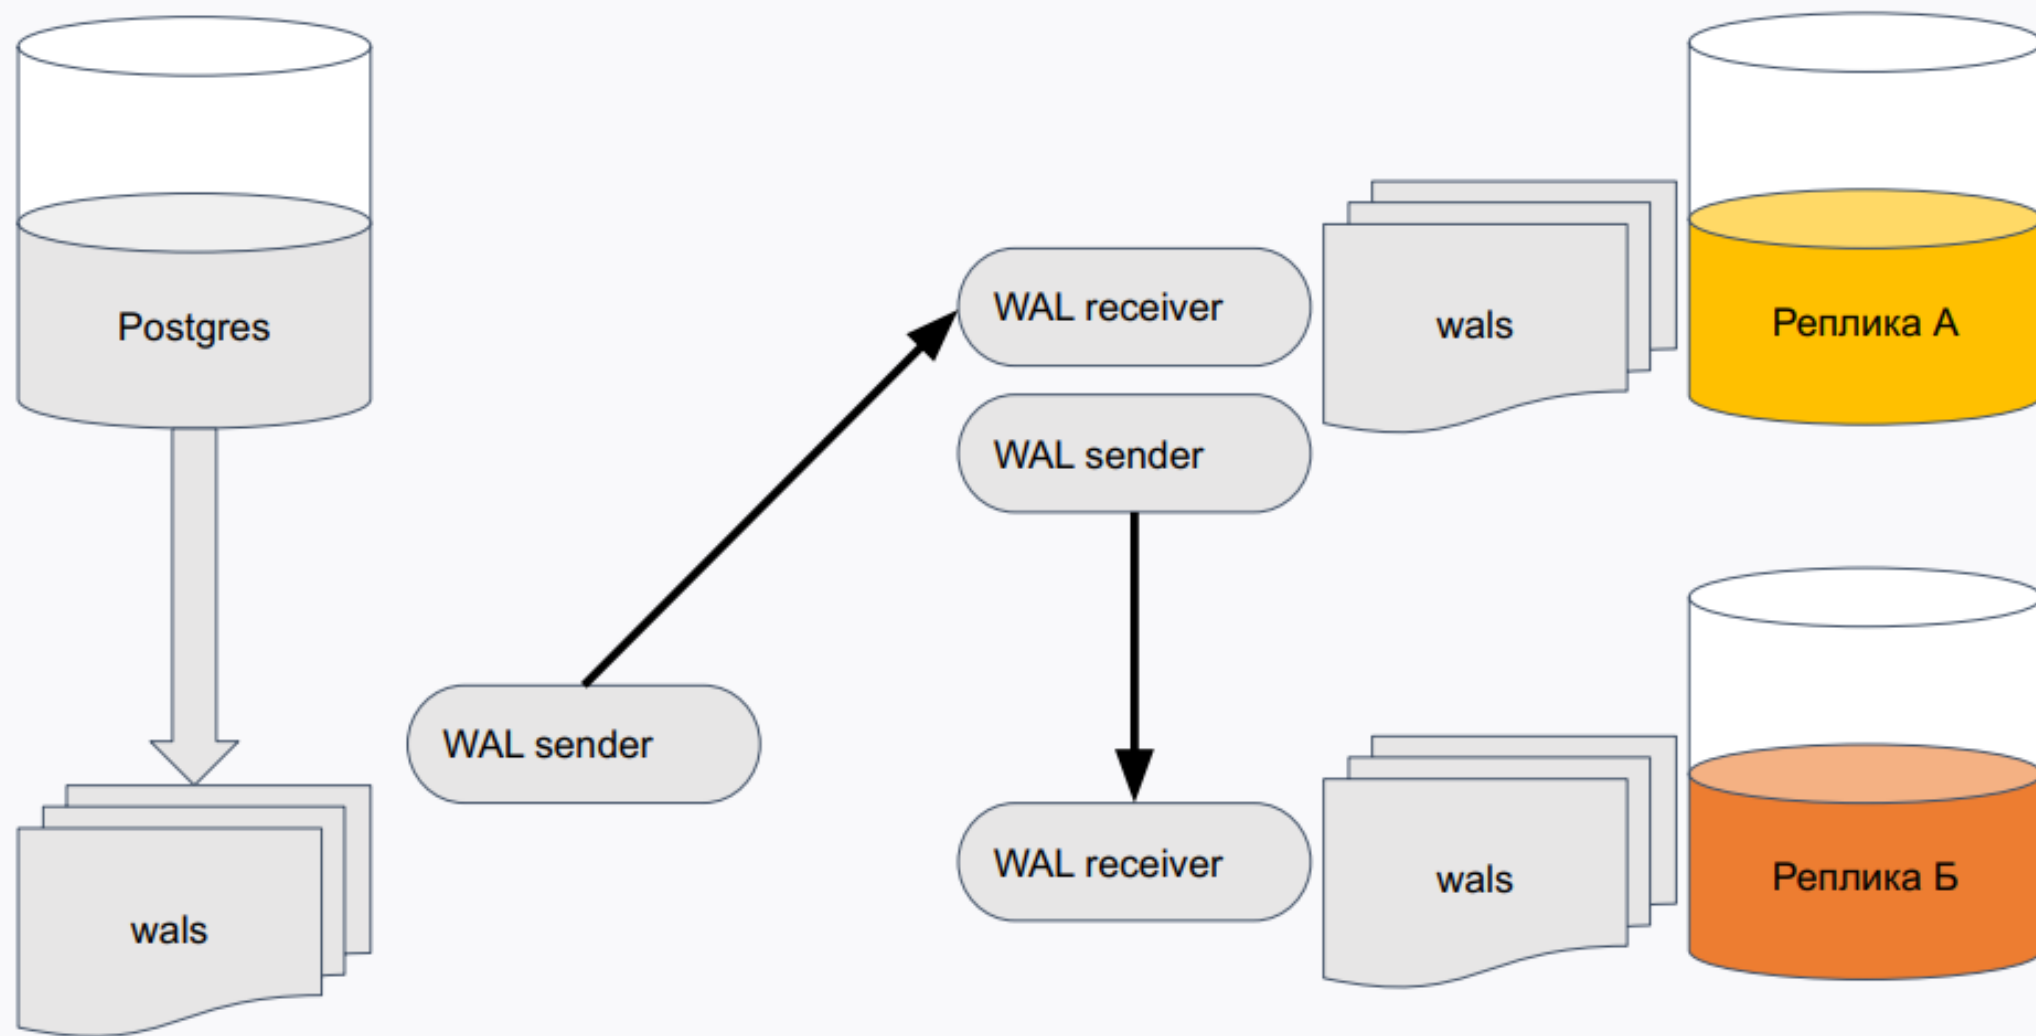 Postgres
wals
WAL sender
WAL receiver
WAL sender
wals
Реплика А
WAL receiver
wals
Реплика Б